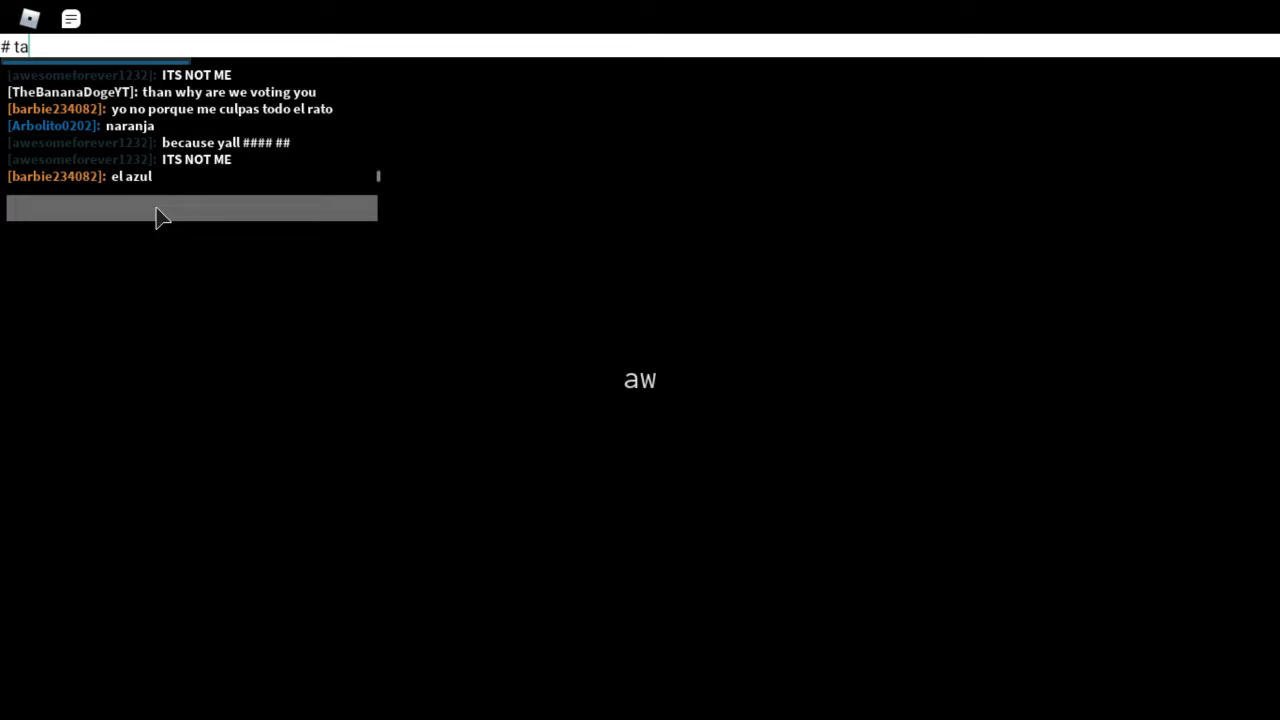 # ta
[awesomeforever1232]: ITS NOT ME
[TheBananaDogeYT]: than why are we voting you
[barbie234082]: yo no porque me culpas todo el rato
[Arbolito0202]: naranja
[awesomeforever1232]: because yall #### ##
[awesomeforever1232]: ITS NOT ME
[barbie234082]: el azul
aw